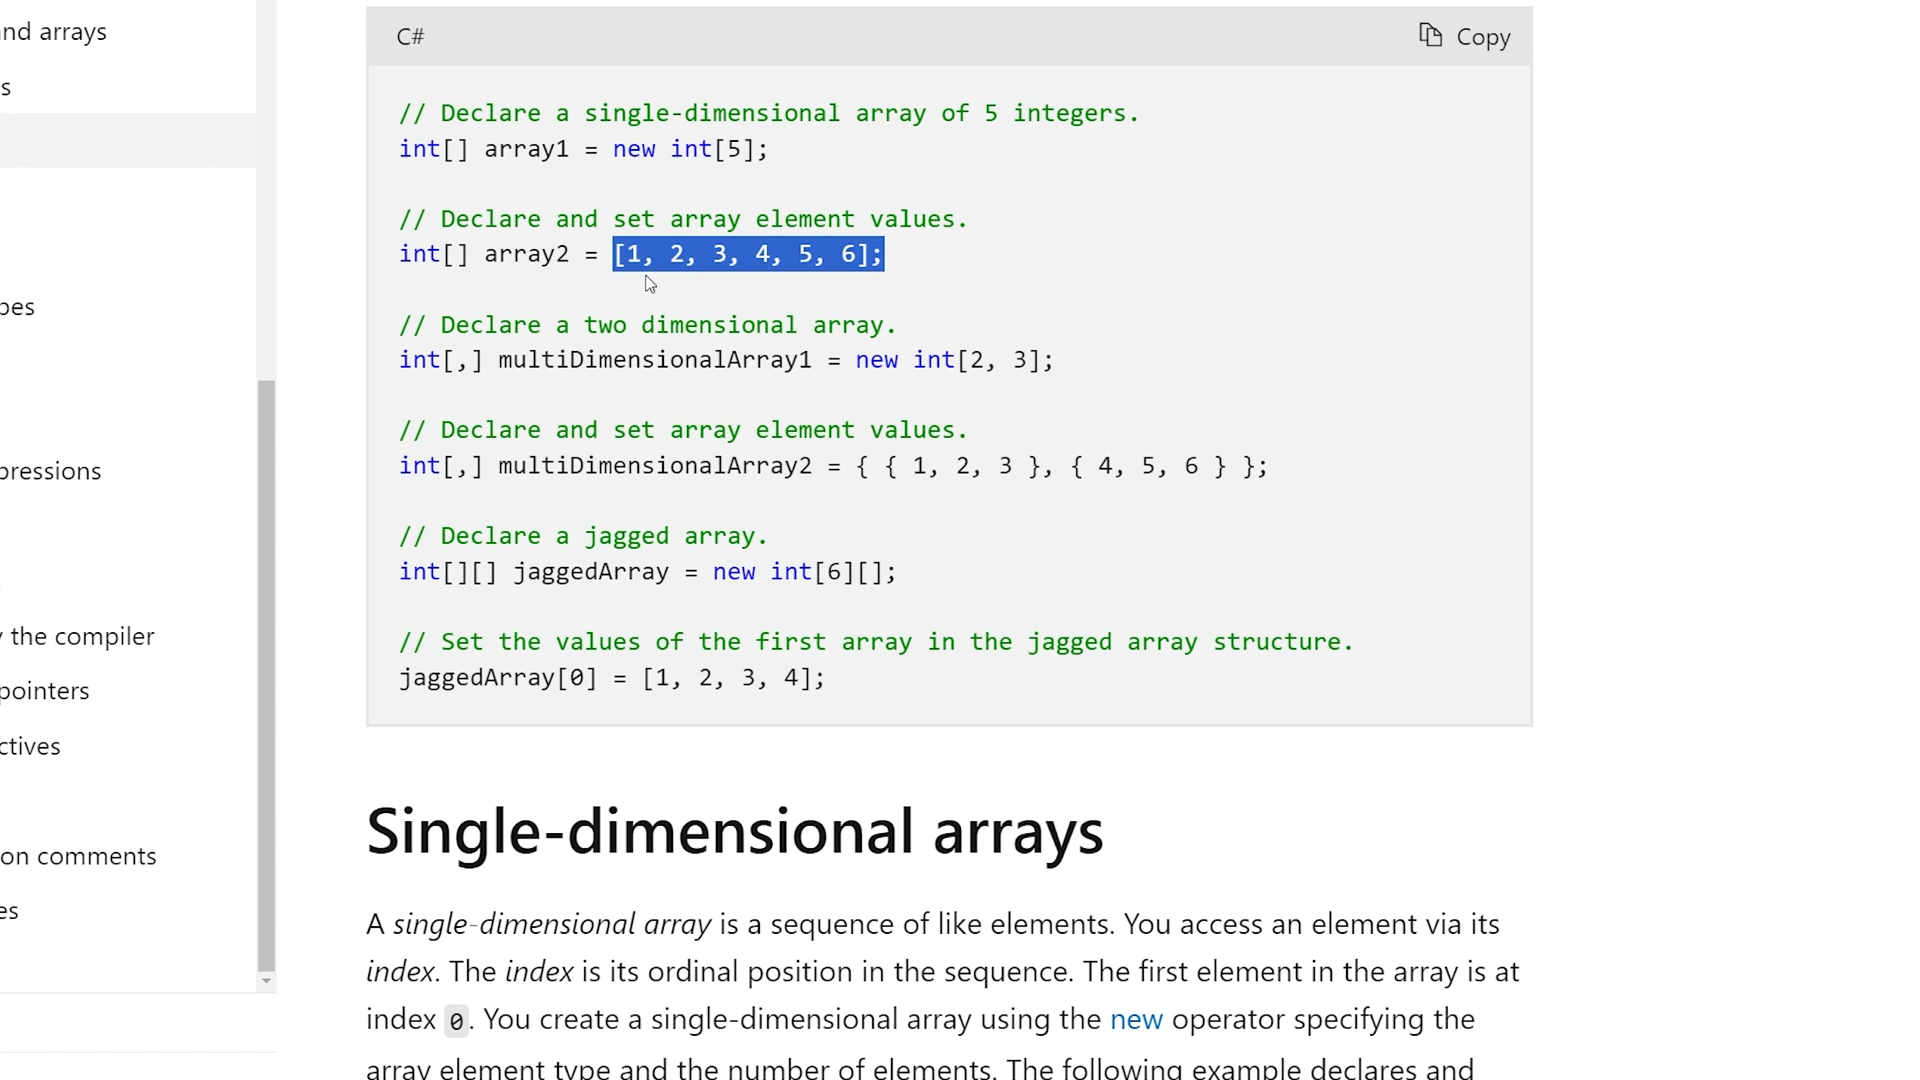 nd arrays
s
pes
pressions
the compiler
pointers
ctives
on comments
es
C#
Copy
// Declare a single-dimensional array of 5 integers.
int[] array1 = new int[5];
// Declare and set array element values.
int[] array2 = [1, 2, 3, 4, 5, 6];
// Declare a two dimensional array.
int[,] multiDimensionalArray1 = new int[2, 3];
// Declare and set array element values.
int[,] multiDimensionalArray2 = { { 1, 2, 3 }, { 4, 5, 6 } };
// Declare a jagged array.
int[][] jaggedArray = new int[6][];
// Set the values of the first array in the jagged array structure.
jaggedArray[0] = [1, 2, 3, 4];
Single-dimensional arrays
A single-dimensional array is a sequence of like elements. You access an element via its
index. The index is its ordinal position in the sequence. The first element in the array is at
index 0. You create a single-dimensional array using the new operator specifying the
array element type and the number of elements. The following example declares and